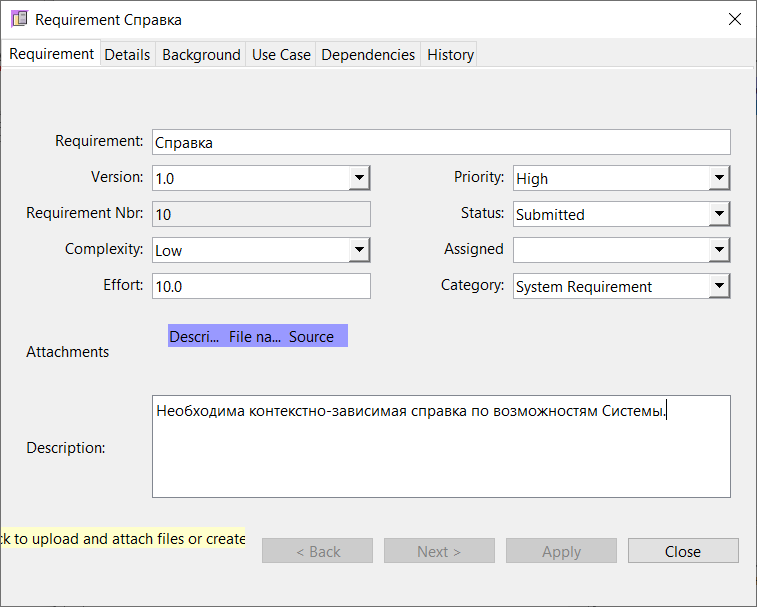 Requirement Справка
Requirement Details Background Use Case Dependencies History
Requirement: Справка
Version: 1.0 Priority: High
Requirement Nbr: 10 Status: Submitted
Complexity: Low Assigned
Effort: 10.0 Category: System Requirement
Descri... File na... Source
Attachments
Необходима контекстно-зависимая справка по возможностям Системы.
Description:
ck to upload and attach files or create
< Back Next > Apply Close